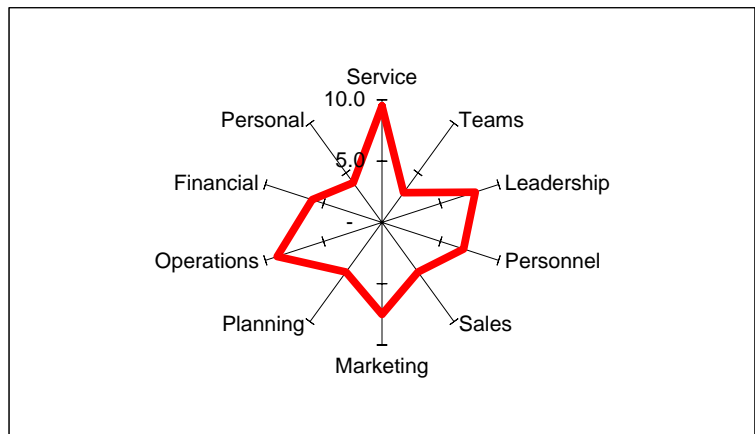 Service
10.0
Personal
Teams
5.0
Financial
Leadership
-
Operations
Personnel
Planning
Sales
Marketing